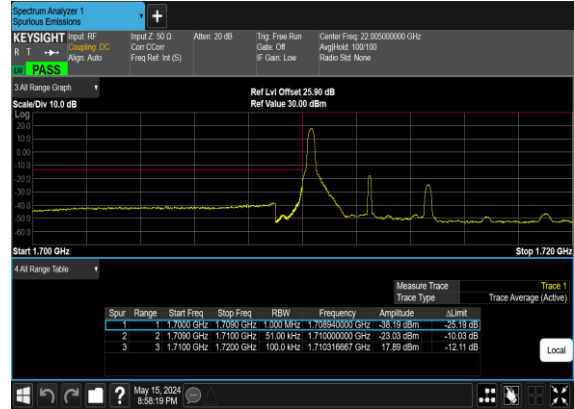 Spectrum Analyzer 1
Spurious Emissions
+
KEYSIGHT Input: RF Input Z: 50 Ω Atten: 20 dB Trig: Free Run Center Freq: 22.005000000 GHz
R T Coupling: DC Corr CCorr Gate: Off Avg|Hold: 100/100
Align: Auto Freq Ref: Int (S) IF Gain: Low Radio Std: None
LM PASS
3 All Range Graph
Ref Lvl Offset 25.90 dB
Scale/Div 10.0 dB Ref Value 30.00 dBm
Log
20.0
10.0
0.00
-10.0
-20.0
-30.0
-40.0
-50.0
-60.0
Start 1.700 GHz Stop 1.720 GHz
4 All Range Table
Measure Trace Trace 1
Trace Type Trace Average (Active)
Spur Range Start Freq Stop Freq RBW Frequency Amplitude ΔLimit
1 1 1.7000 GHz 1.7090 GHz 1.000 MHz 1.708940000 GHz -38.19 dBm -25.19 dB
2 2 1.7090 GHz 1.7100 GHz 51.00 kHz 1.710000000 GHz -23.03 dBm -10.03 dB
3 3 1.7100 GHz 1.7200 GHz 100.0 kHz 1.710316667 GHz 17.89 dBm -12.11 dB
Local
? May 15, 2024
8:58:19 PM